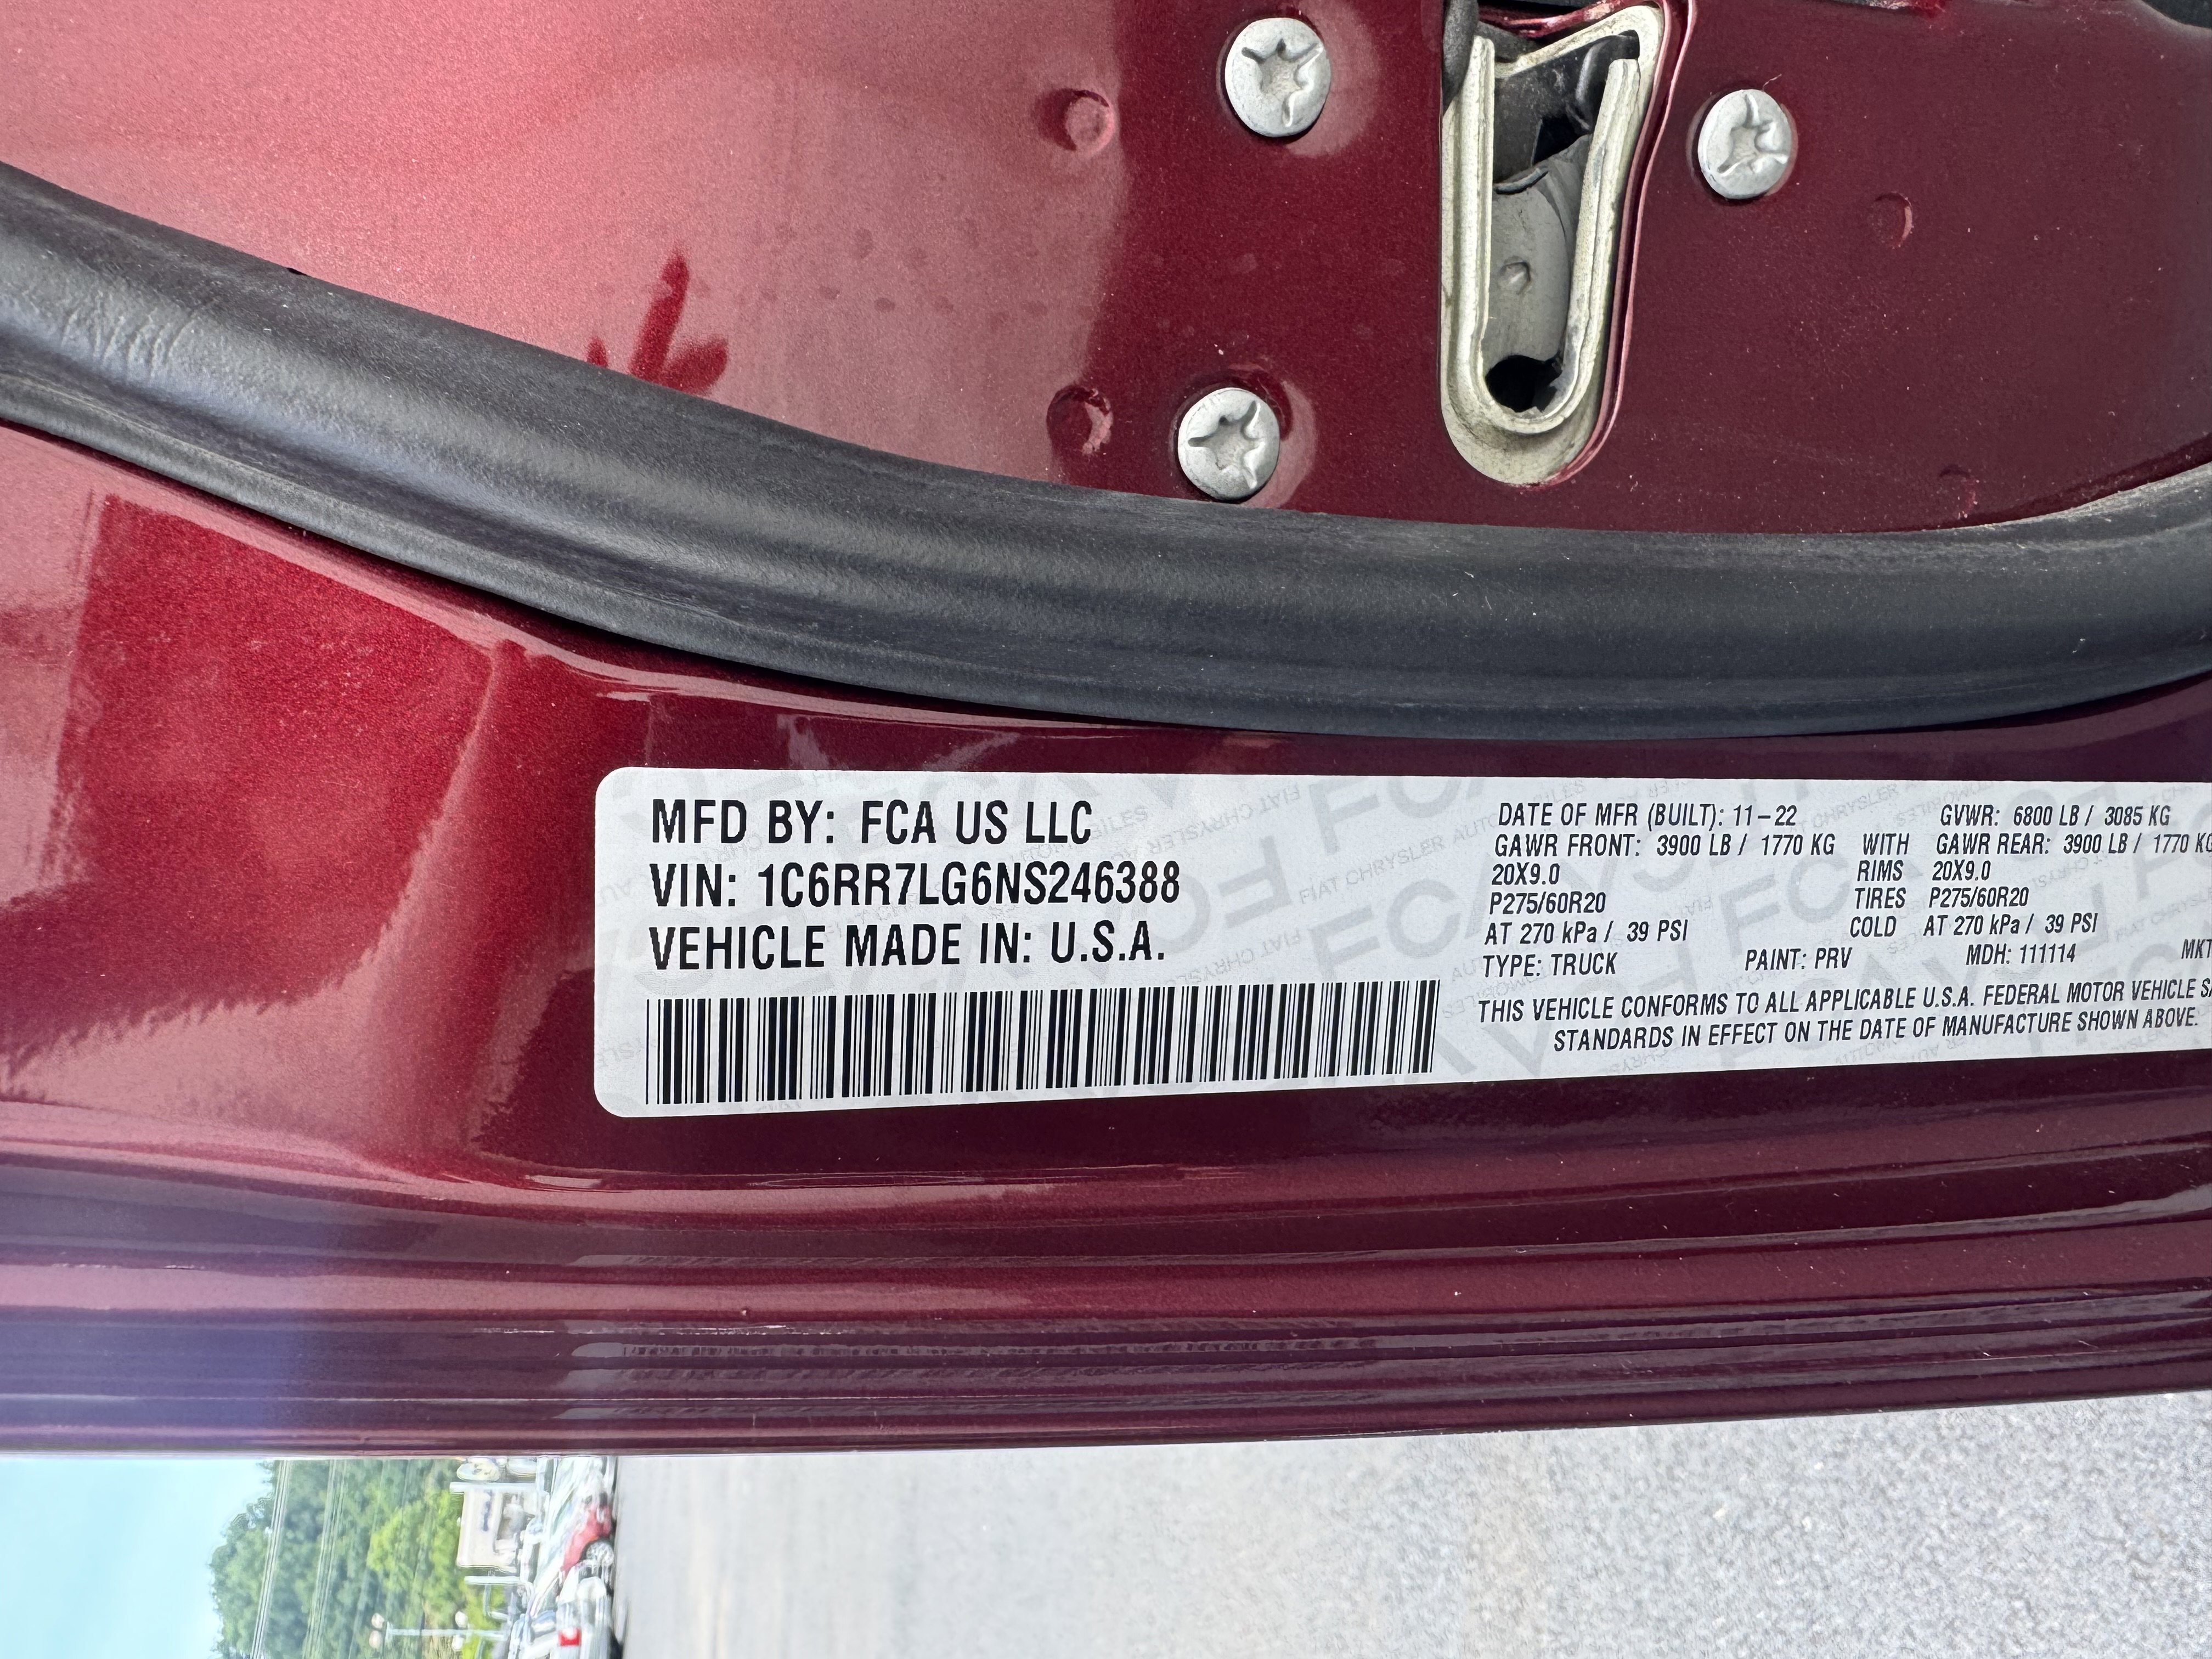 MFD BY: FCA US LLC
VIN: 1C6RR7LG6NS246388
VEHICLE MADE IN: U.S.A.
DATE OF MFR (BUILT): 11-22 GVWR: 6800 LB / 3085 KG
GAWR FRONT: 3900 LB / 1770 KG WITH GAWR REAR: 3900 LB / 1770 KG
20X9.0 RIMS 20X9.0
P275/60R20 TIRES P275/60R20
AT 270 kPa / 39 PSI COLD AT 270 kPa / 39 PSI
TYPE: TRUCK PAINT: PRV MDH: 111114 MKT
THIS VEHICLE CONFORMS TO ALL APPLICABLE U.S.A. FEDERAL MOTOR VEHICLE
STANDARDS IN EFFECT ON THE DATE OF MANUFACTURE SHOWN ABOVE.